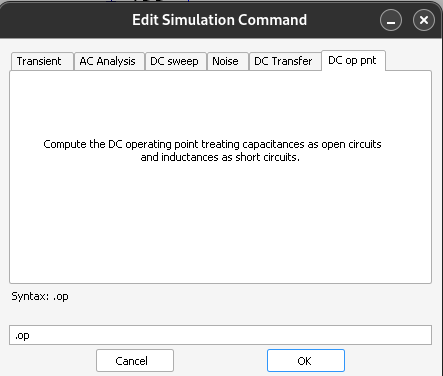 Edit Simulation Command
Transient AC Analysis DC sweep Noise DC Transfer DC op pnt
Compute the DC operating point treating capacitances as open circuits
and inductances as short circuits.
Syntax: .op
.op
Cancel OK